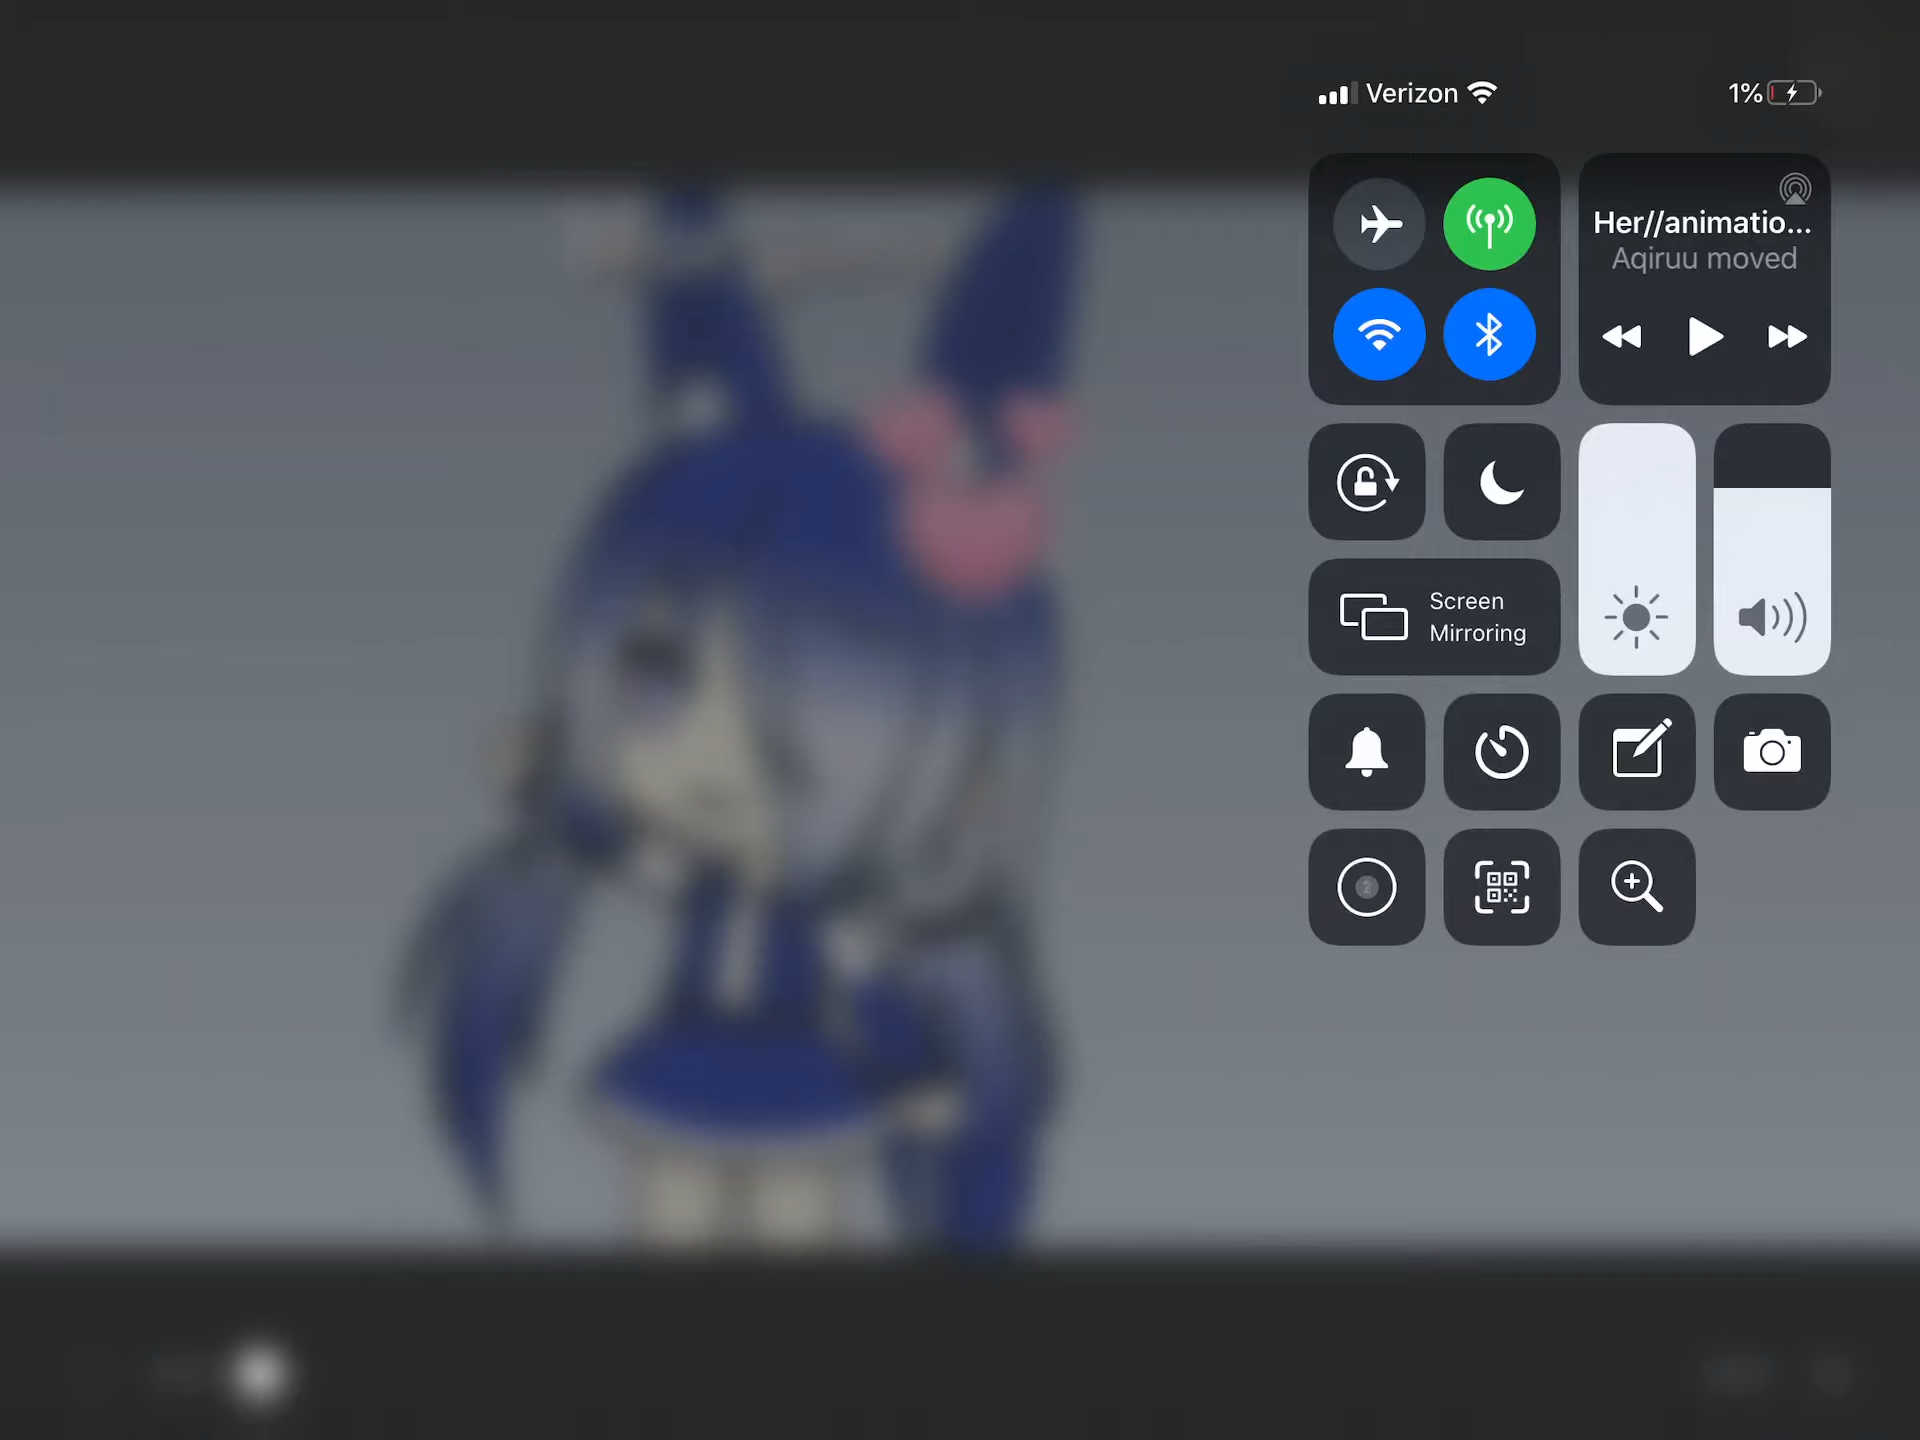 Verizon
1%
Her//animatio...
Aqiruu moved
Screen
Mirroring